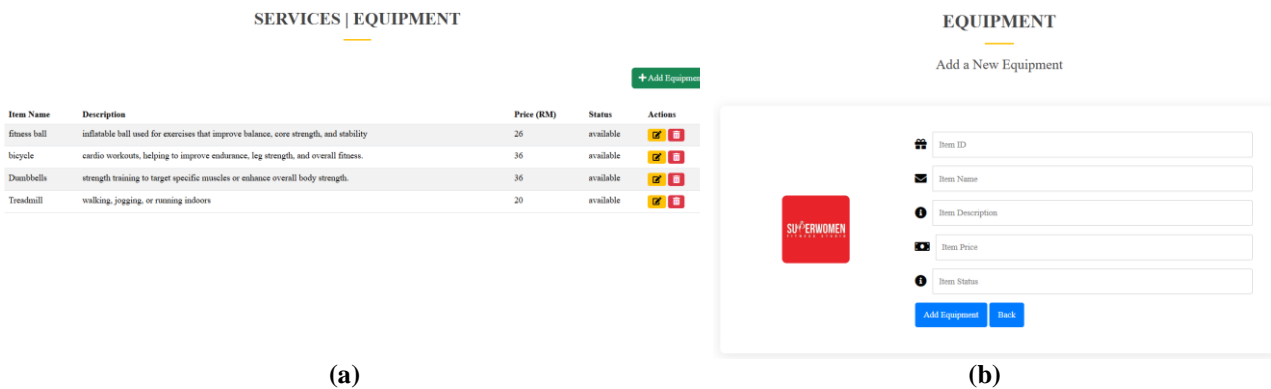 SERVICES | EQUIPMENT
+ Add Equipmen
Item Name Description Price (RM) Status Actions
fitness ball inflatable ball used for exercises that improve balance, core strength, and stability 26 available
bicycle cardio workouts, helping to improve endurance, leg strength, and overall fitness. 36 available
Dumbbells strength training to target specific muscles or enhance overall body strength. 36 available
Treadmill walking, jogging, or running indoors 20 available
(a)
EQUIPMENT
Add a New Equipment
SUPERWOMEN
FITNESS STUDIO
Item ID
Item Name
Item Description
Item Price
Item Status
Add Equipment Back
(b)